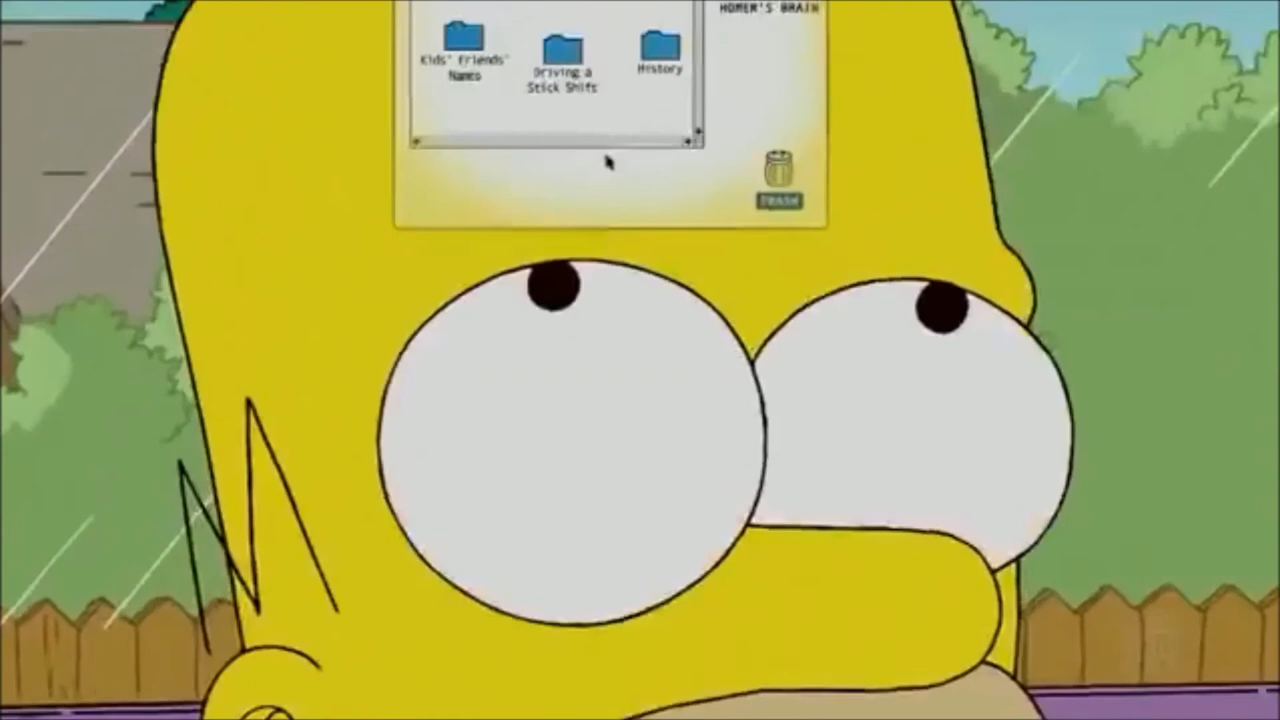 HOMER'S BRAIN
Kids' Friends'
Names
Driving a
Stick Shift
History
TRASH